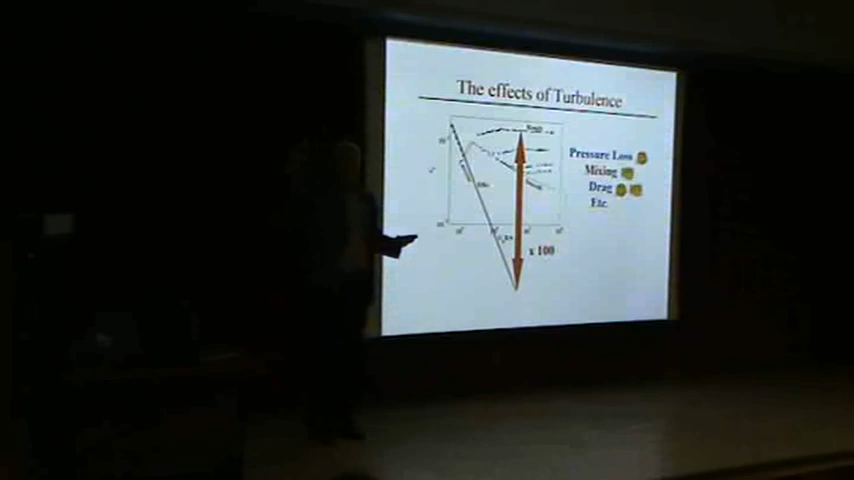 The effects of Turbulence
Pressure Loss
Mixing
Drag
Etc.
x 100